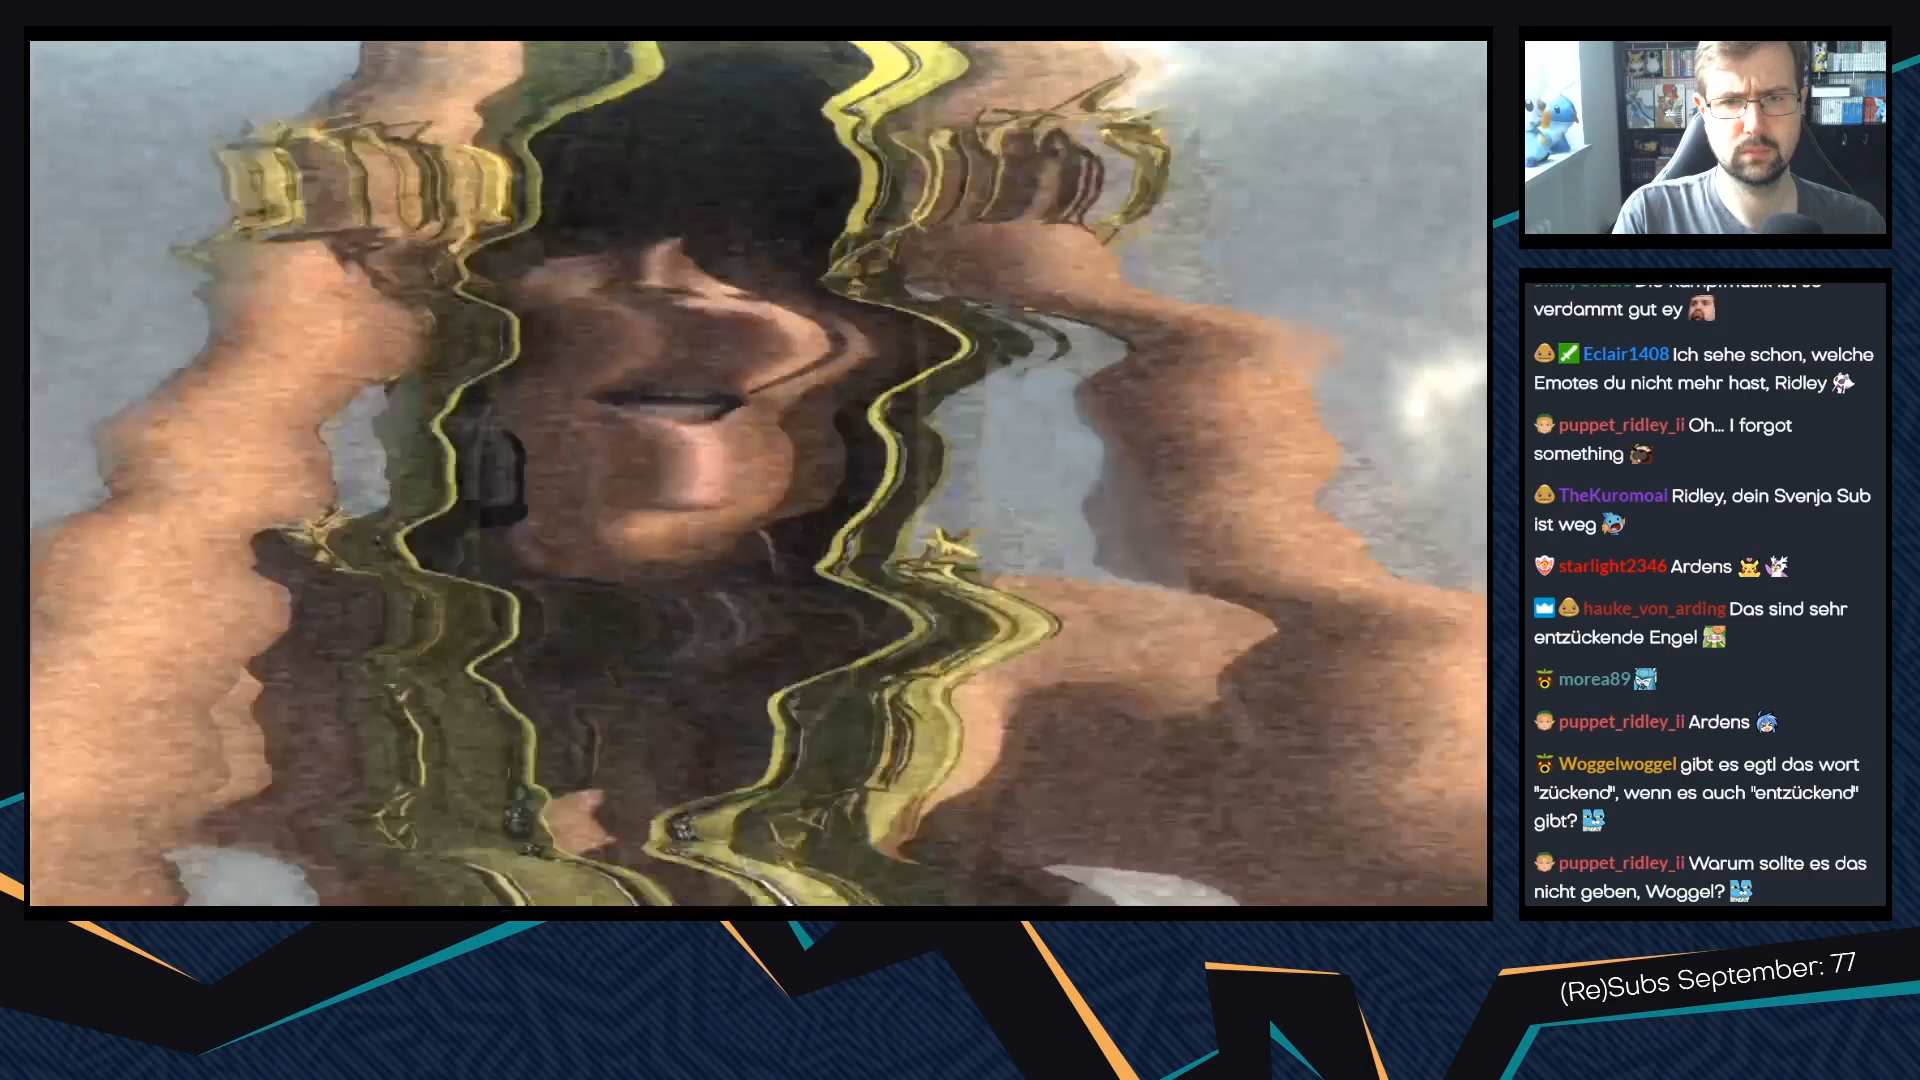 verdammt gut ey
Eclair1408 Ich sehe schon, welche
Emotes du nicht mehr hast, Ridley
puppet_ridley_ii Oh... I forgot
something
TheKuromoai Ridley, dein Svenja Sub
ist weg
starlight2346 Ardens
hauke_von_arding Das sind sehr
entzückende Engel
morea89
puppet_ridley_ii Ardens
Woggelwoggel gibt es egtl das wort
"zückend", wenn es auch "entzückend"
gibt?
puppet_ridley_ii Warum sollte es das
nicht geben, Woggel?
(Re)Subs September: 77